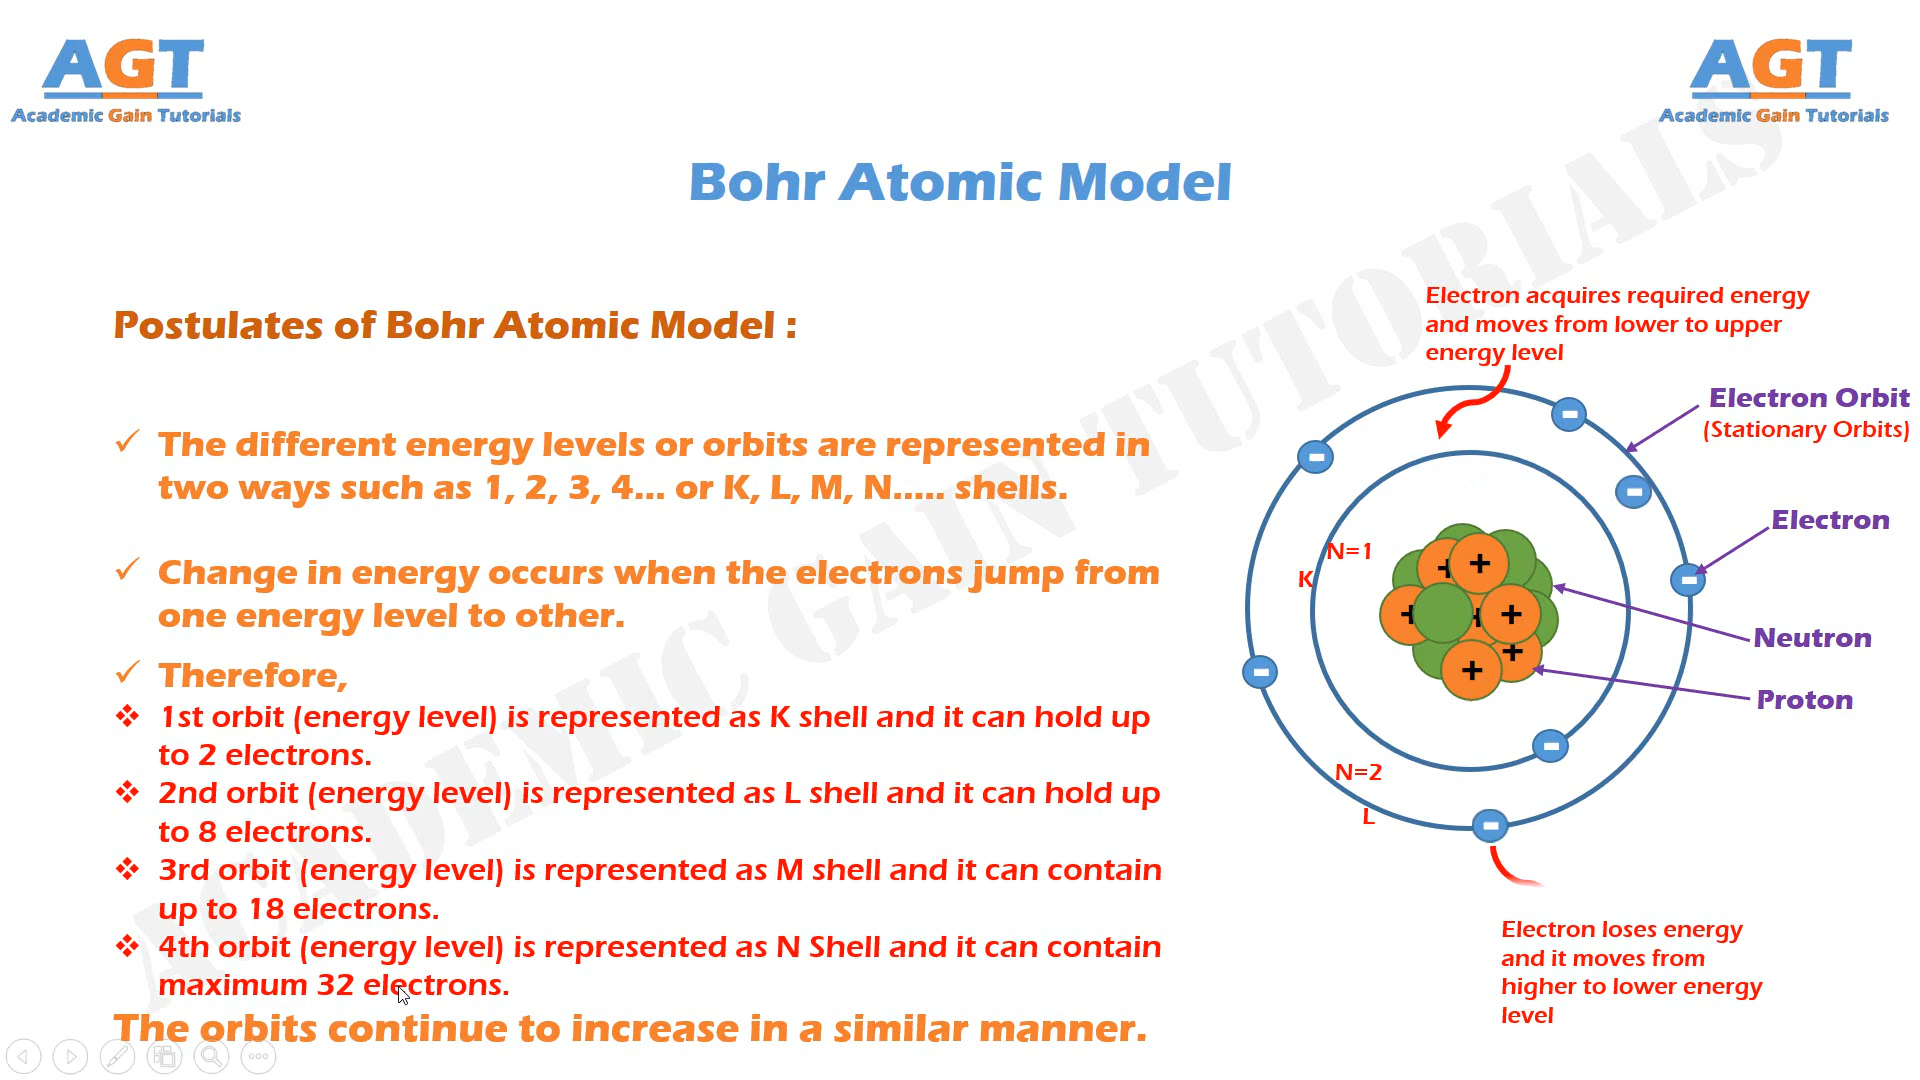 AGT
Academic Gain Tutorials
AGT
Academic Gain Tutorials
Bohr Atomic Model
Postulates of Bohr Atomic Model :
✓ The different energy levels or orbits are represented in
two ways such as 1, 2, 3, 4... or K, L, M, N..... shells.
✓ Change in energy occurs when the electrons jump from
one energy level to other.
✓ Therefore,
❖ 1st orbit (energy level) is represented as K shell and it can hold up
to 2 electrons.
❖ 2nd orbit (energy level) is represented as L shell and it can hold up
to 8 electrons.
❖ 3rd orbit (energy level) is represented as M shell and it can contain
up to 18 electrons.
❖ 4th orbit (energy level) is represented as N Shell and it can contain
maximum 32 electrons.
The orbits continue to increase in a similar manner.
Electron acquires required energy
and moves from lower to upper
energy level
Electron Orbit
(Stationary Orbits)
Electron
Neutron
Proton
N=1
K
+
+
+
+
+
+
+
N=2
L
Electron loses energy
and it moves from
higher to lower energy
level
ACADEMIC GAIN TUTORIALS